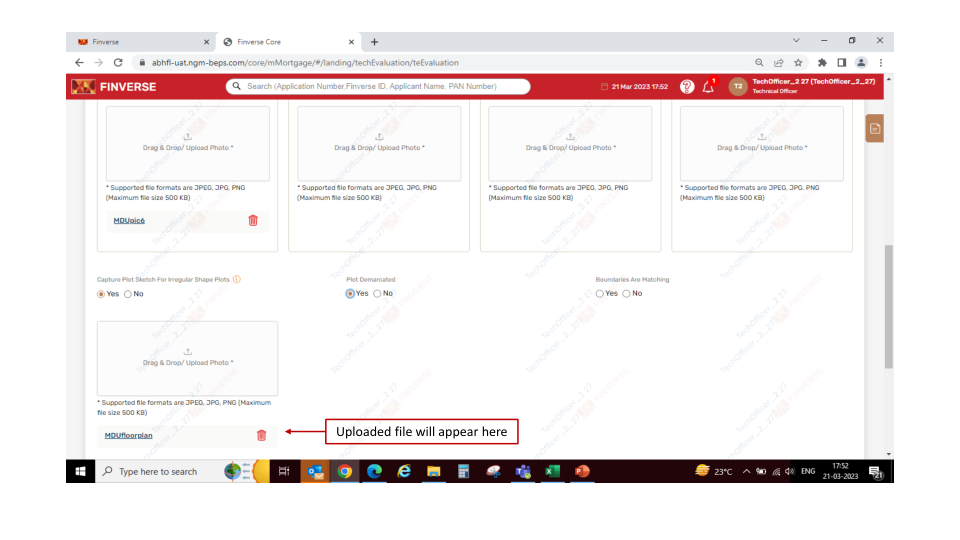 Finverse
Finverse Core
abhfl-uat.ngm-beps.com/core/mMortgage/#/landing/techEvaluation/teEvaluation
FINVERSE
Search (Application Number,Finverse ID, Applicant Name, PAN Number)
21 Mar 2023 17:52
1
T2
TechOfficer_2 27 (TechOfficer_2_27)
Technical Officer
Drag & Drop/ Upload Photo *
Drag & Drop/ Upload Photo *
Drag & Drop/ Upload Photo *
Drag & Drop/ Upload Photo *
* Supported file formats are JPEG, JPG, PNG
(Maximum file size 500 KB)
* Supported file formats are JPEG, JPG, PNG
(Maximum file size 500 KB)
* Supported file formats are JPEG, JPG, PNG
(Maximum file size 500 KB)
* Supported file formats are JPEG, JPG, PNG
(Maximum file size 500 KB)
MDUpic6
Capture Plot Sketch For Irregular Shape Plots
Yes No
Plot Demarcated
Yes No
Boundaries Are Matching
Yes No
Drag & Drop/ Upload Photo *
* Supported file formats are JPEG, JPG, PNG (Maximum
file size 500 KB)
MDUfloorplan
Uploaded file will appear here
Type here to search
23°C
ENG
17:52
21-03-2023
21